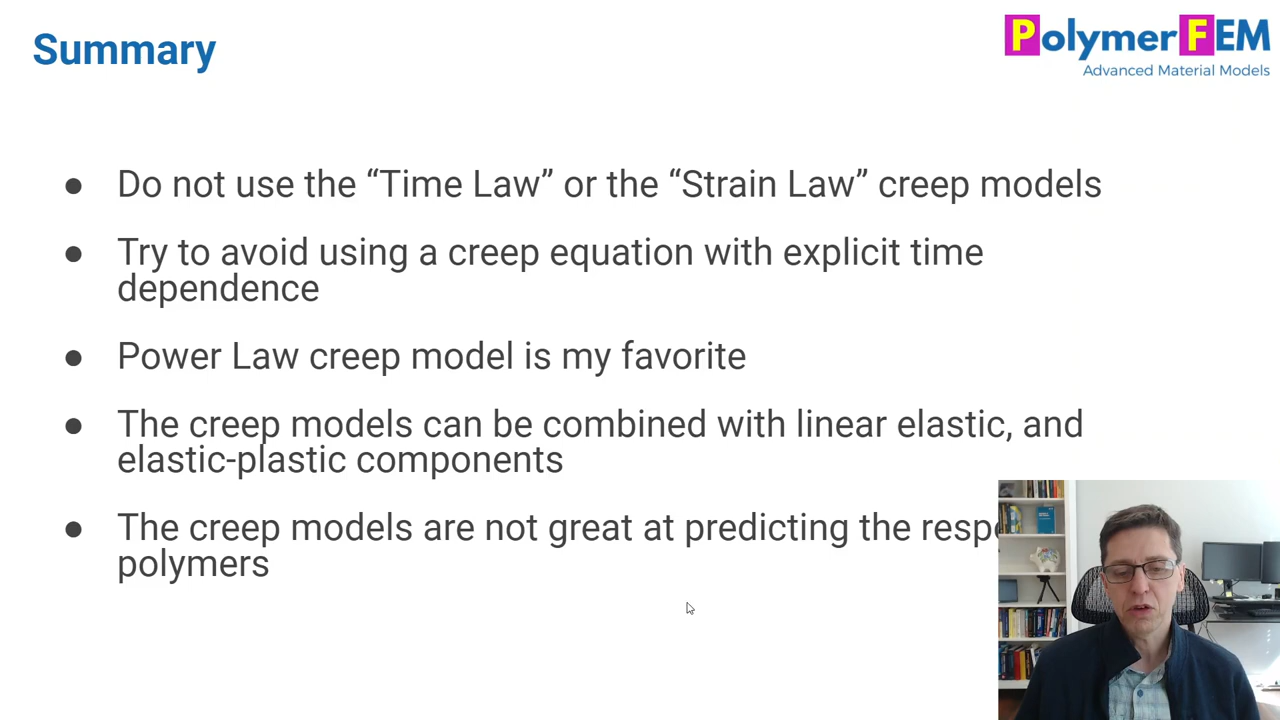 Summary
PolymerFEM
Advanced Material Models
● Do not use the “Time Law” or the “Strain Law” creep models
● Try to avoid using a creep equation with explicit time
dependence
● Power Law creep model is my favorite
● The creep models can be combined with linear elastic, and
elastic-plastic components
● The creep models are not great at predicting the
polymers